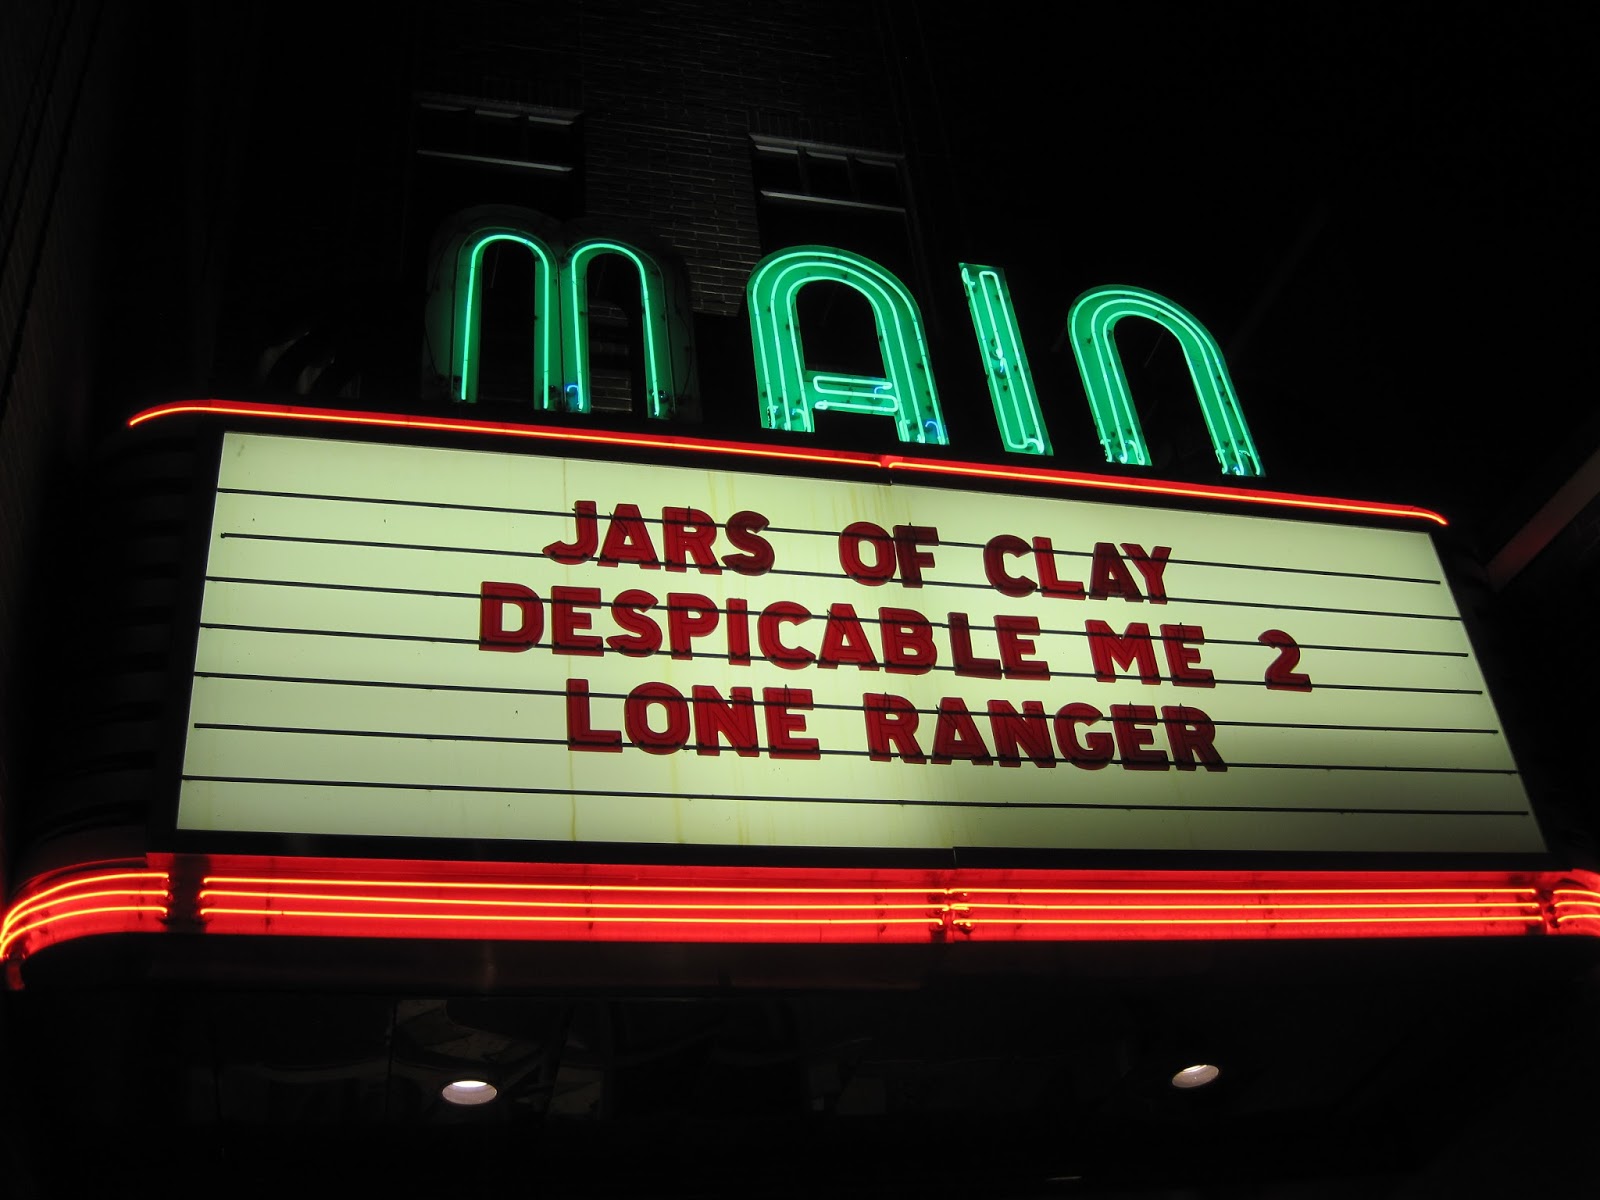 MAIN
JARS OF CLAY
DESPICABLE ME 2
LONE RANGER